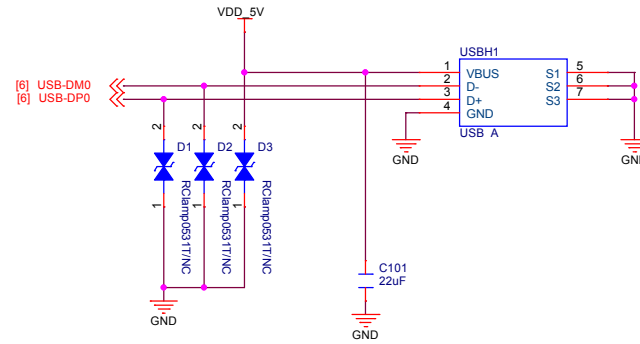 VDD_5V
USBH1
[6] USB-DM0
[6] USB-DP0
1 VBUS S1 5
2 D- S2 6
3 D+ S3 7
4 GND
USB_A
GND
GND
2 D1 2 D2 2 D3
1 RClamp0531T/NC 1 RClamp0531T/NC 1 RClamp0531T/NC
C101
22uF
GND
GND